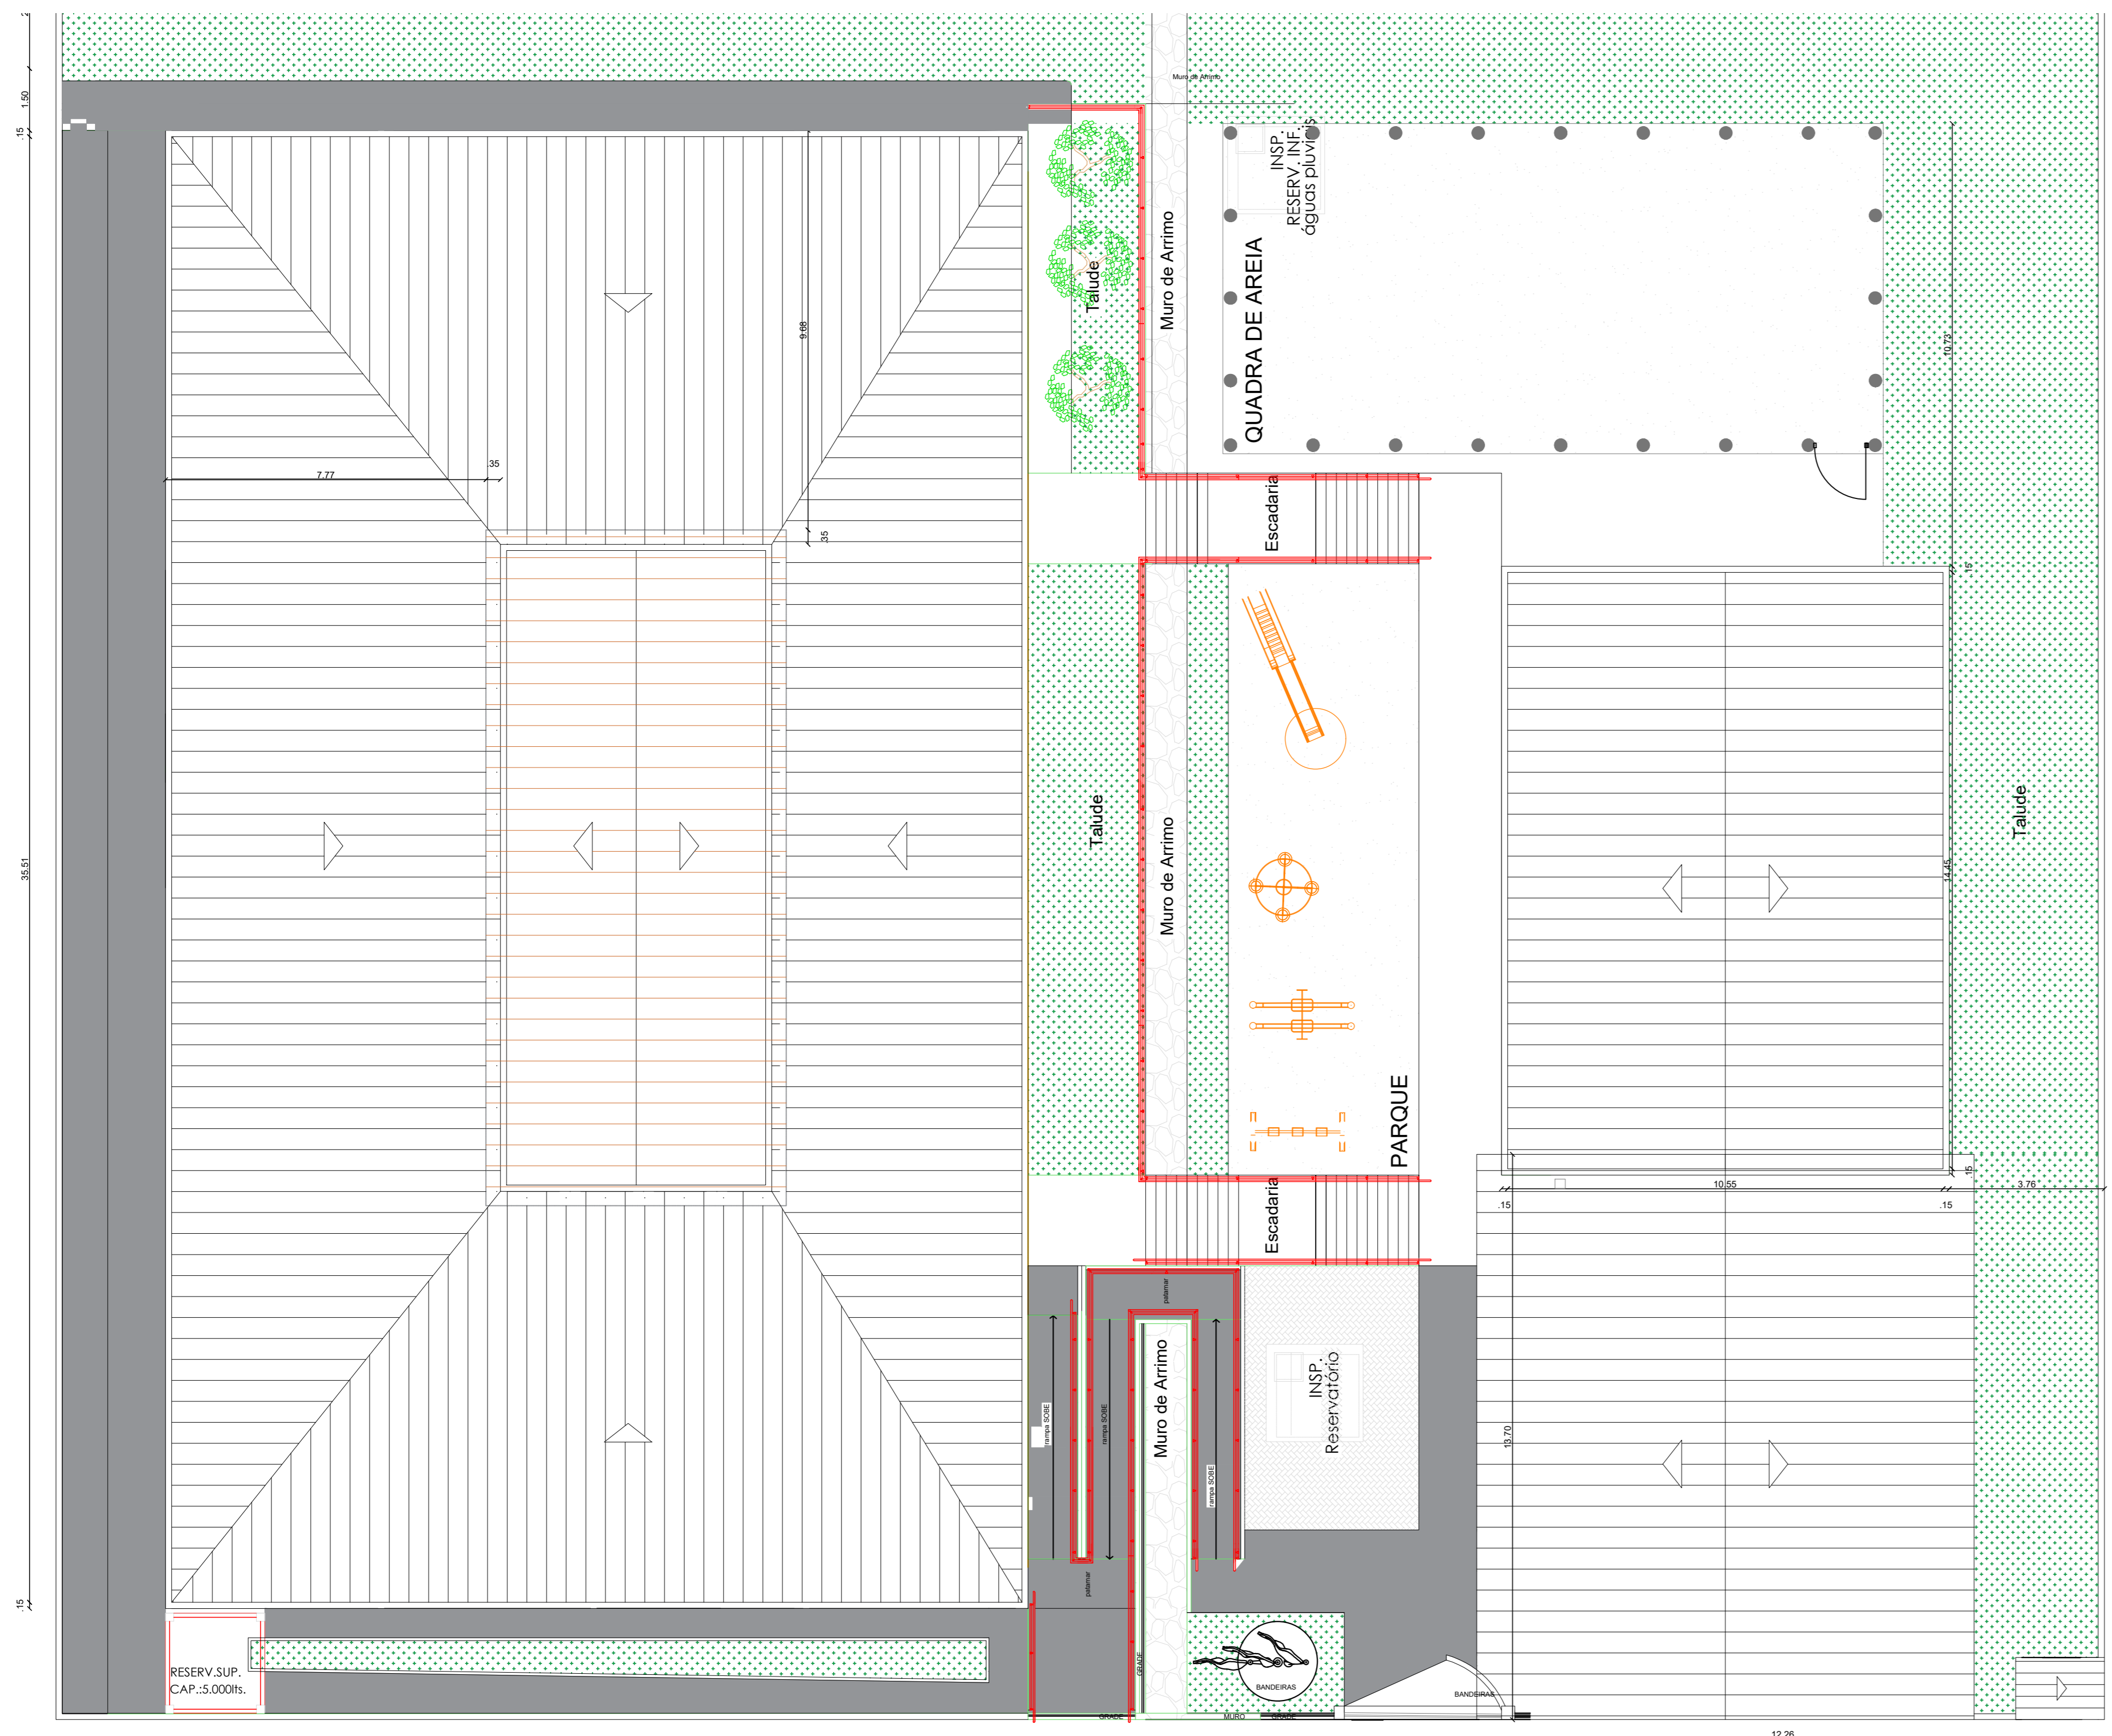 Muro de Arrimo
1.50
.15
INSP.
RESERV. INF.
águas pluviais
QUADRA DE AREIA
Talude
Muro de Arrimo
9.68
10.73
7.77
.35
.35
Escadaria
.15
Talude
Muro de Arrimo
Talude
35.51
14.45
PARQUE
Escadaria
.15
10.55
3.76
.15
.15
patamar
rampa SOBE
rampa SOBE
rampa SOBE
Muro de Arrimo
INSP.
Reservatório
13.70
patamar
.15
RESERV.SUP.
CAP.:5.000lts.
GRADE
BANDEIRAS
BANDEIRAS
GRADE
MURO
GRADE
12.26